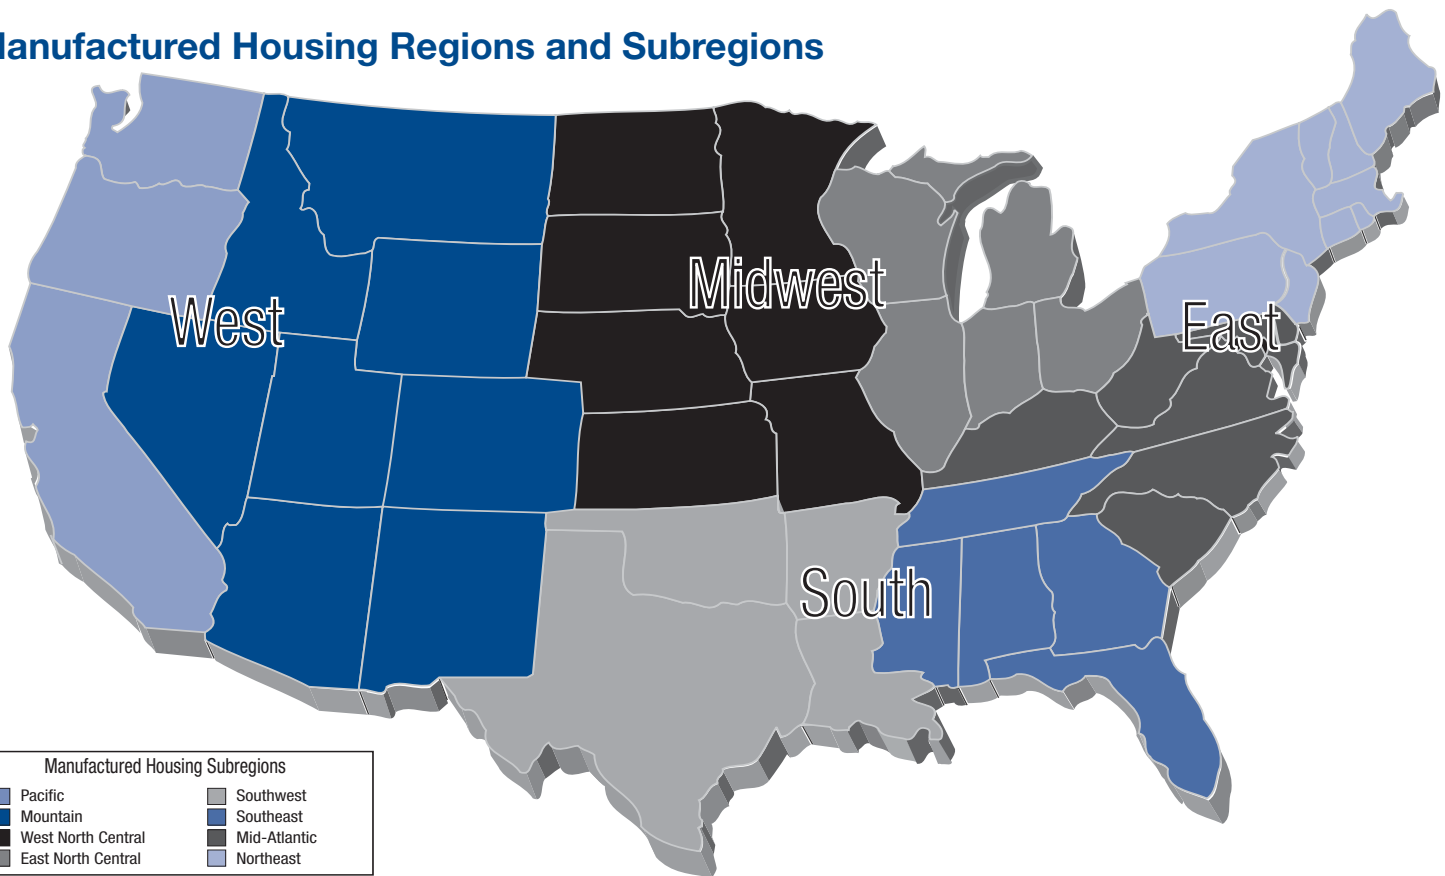 Manufactured Housing Regions and Subregions
West
Midwest
East
South
Manufactured Housing Subregions
Pacific
Mountain
West North Central
East North Central
Southwest
Southeast
Mid-Atlantic
Northeast